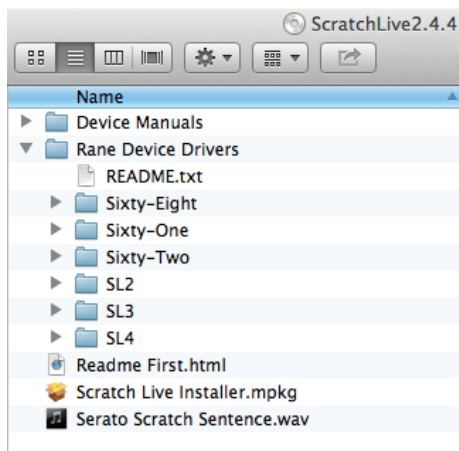 ScratchLive2.4.4
Name
Device Manuals
Rane Device Drivers
README.txt
Sixty-Eight
Sixty-One
Sixty-Two
SL2
SL3
SL4
Readme First.html
Scratch Live Installer.mpkg
Serato Scratch Sentence.wav